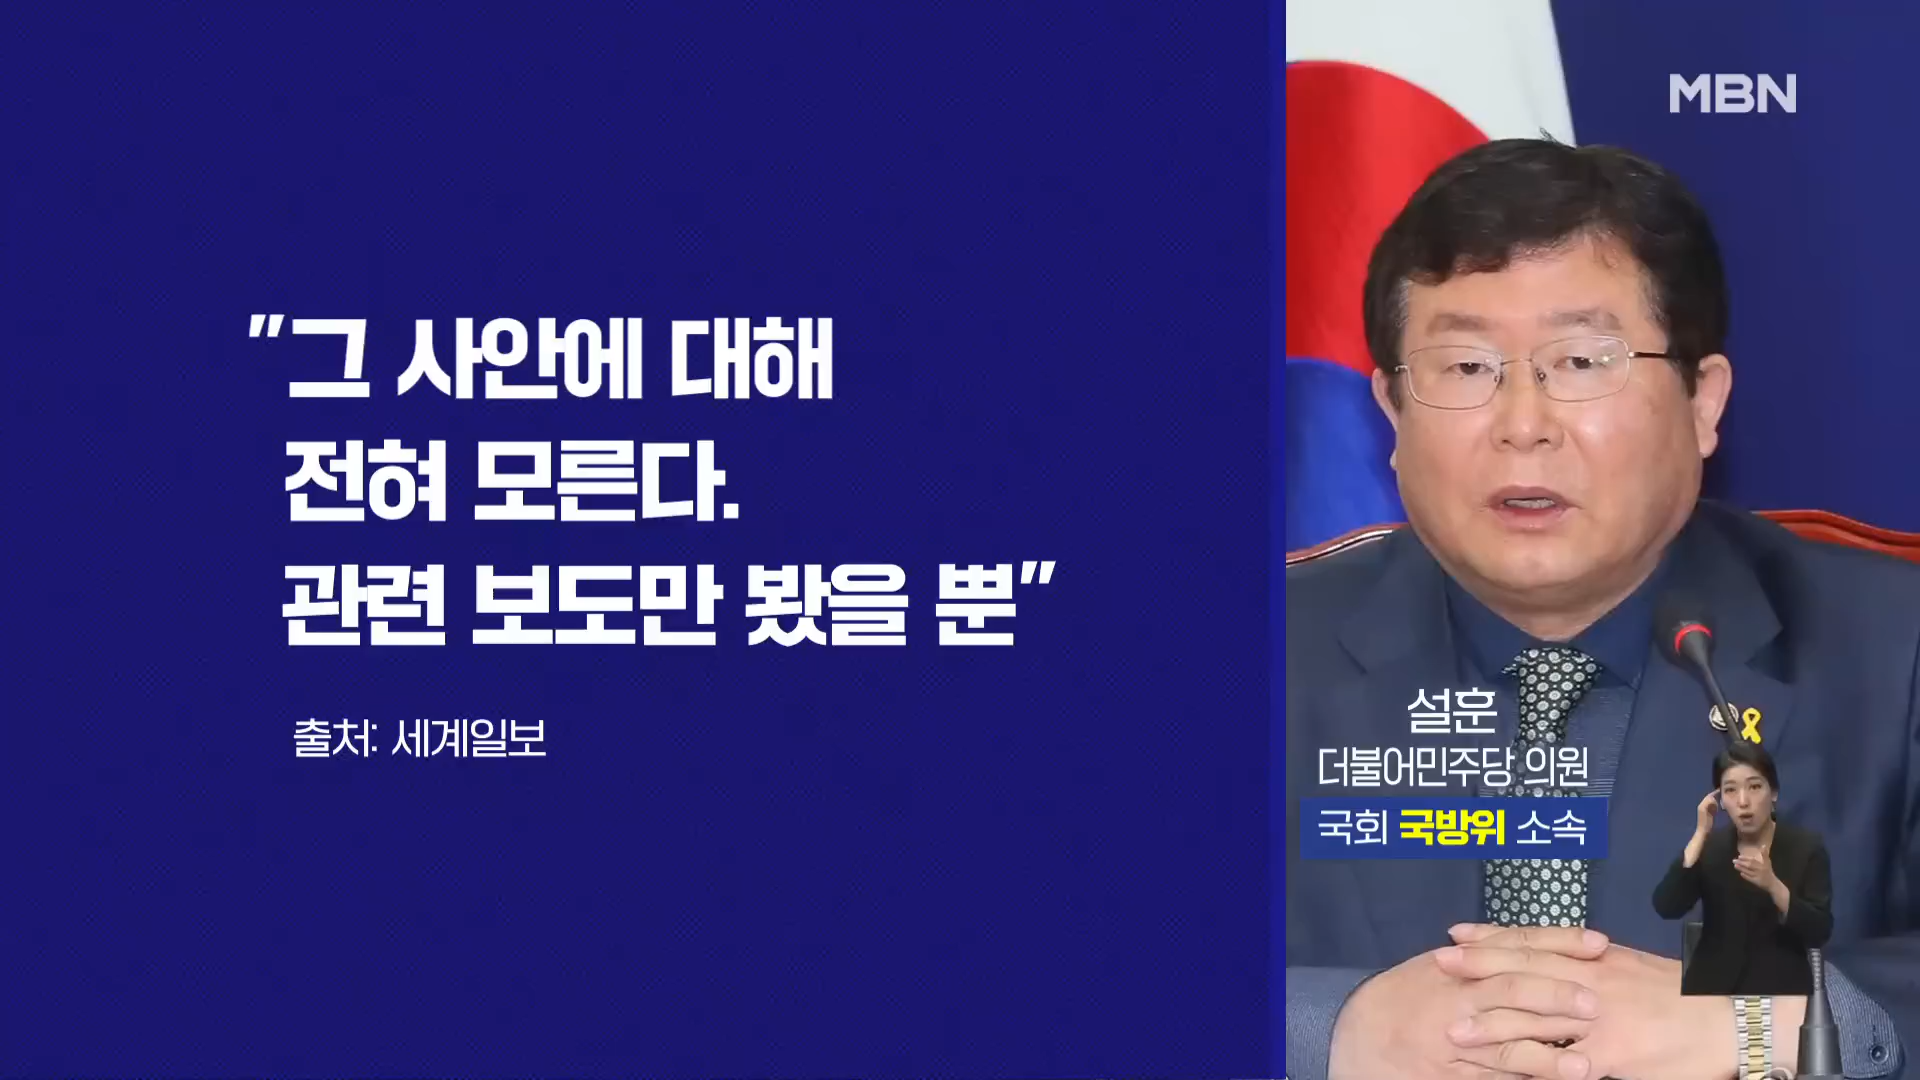 "그 사안에 대해
전혀 모른다.
관련 보도만 봤을 뿐"
출처: 세계일보
MBN
설훈
더불어민주당 의원
국회 국방위 소속